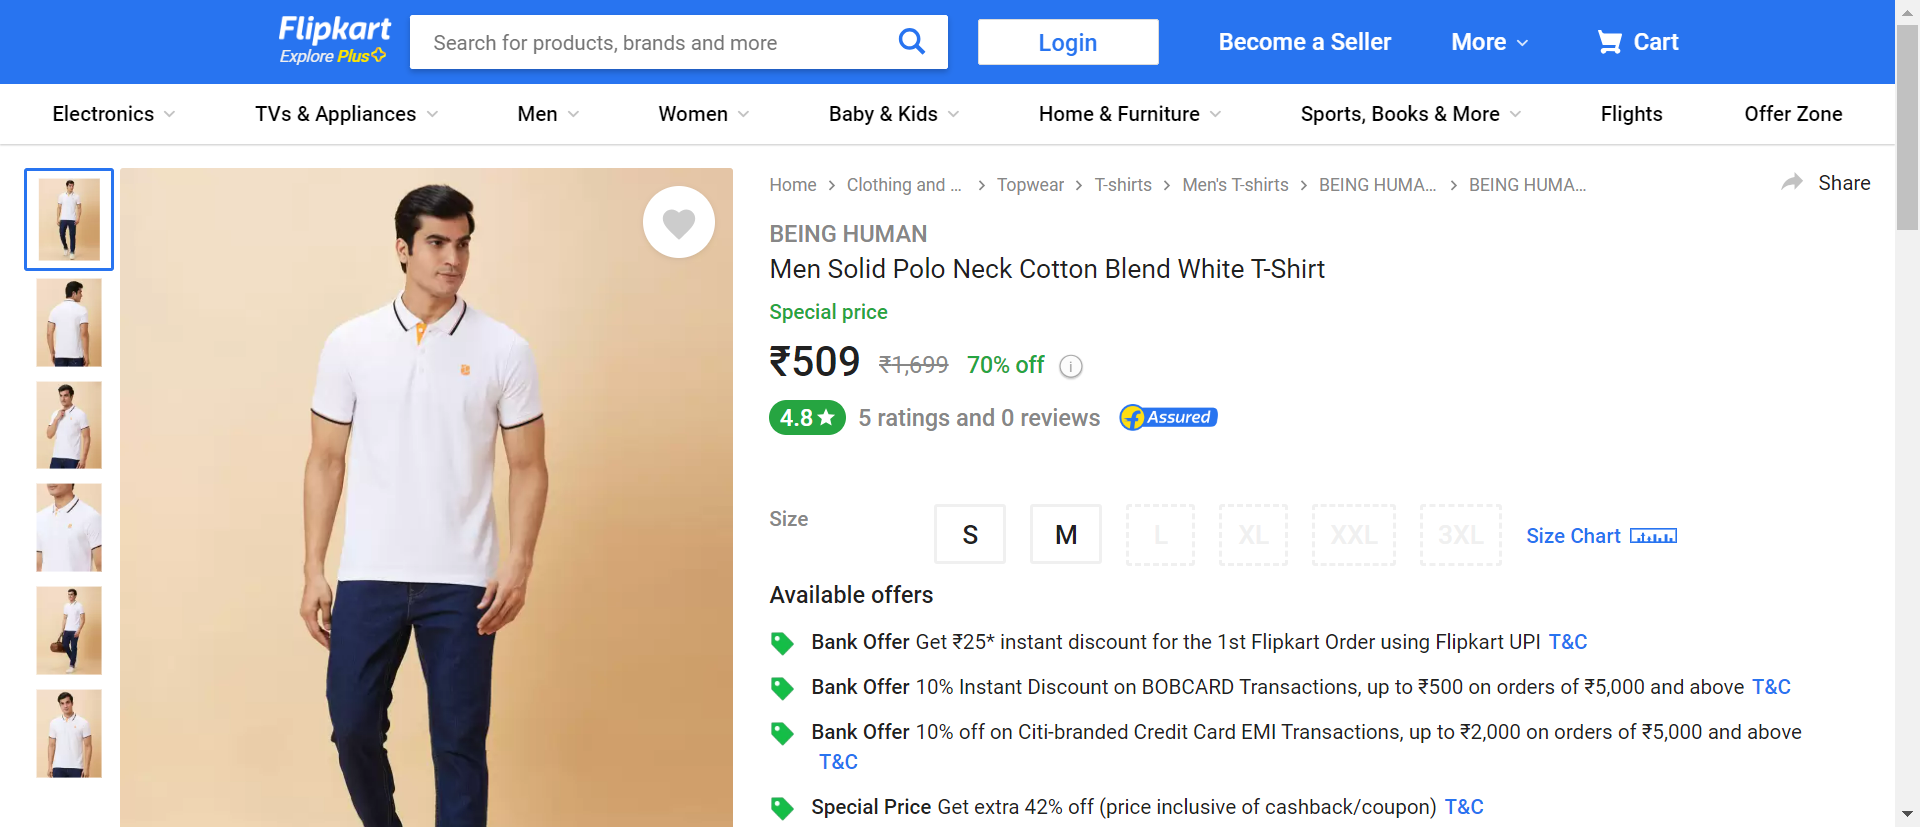 Flipkart
Explore Plus
Search for products, brands and more
Login
Become a Seller
More
Cart
Electronics
TVs & Appliances
Men
Women
Baby & Kids
Home & Furniture
Sports, Books & More
Flights
Offer Zone
Home > Clothing and ... > Topwear > T-shirts > Men's T-shirts > BEING HUMA... > BEING HUMA...
Share
BEING HUMAN
Men Solid Polo Neck Cotton Blend White T-Shirt
Special price
₹509 ₹1,699 70% off i
4.8★ 5 ratings and 0 reviews f Assured
Size
S
M
L
XL
XXL
3XL
Size Chart
Available offers
Bank Offer Get ₹25* instant discount for the 1st Flipkart Order using Flipkart UPI T&C
Bank Offer 10% Instant Discount on BOBCARD Transactions, up to ₹500 on orders of ₹5,000 and above T&C
Bank Offer 10% off on Citi-branded Credit Card EMI Transactions, up to ₹2,000 on orders of ₹5,000 and above
T&C
Special Price Get extra 42% off (price inclusive of cashback/coupon) T&C